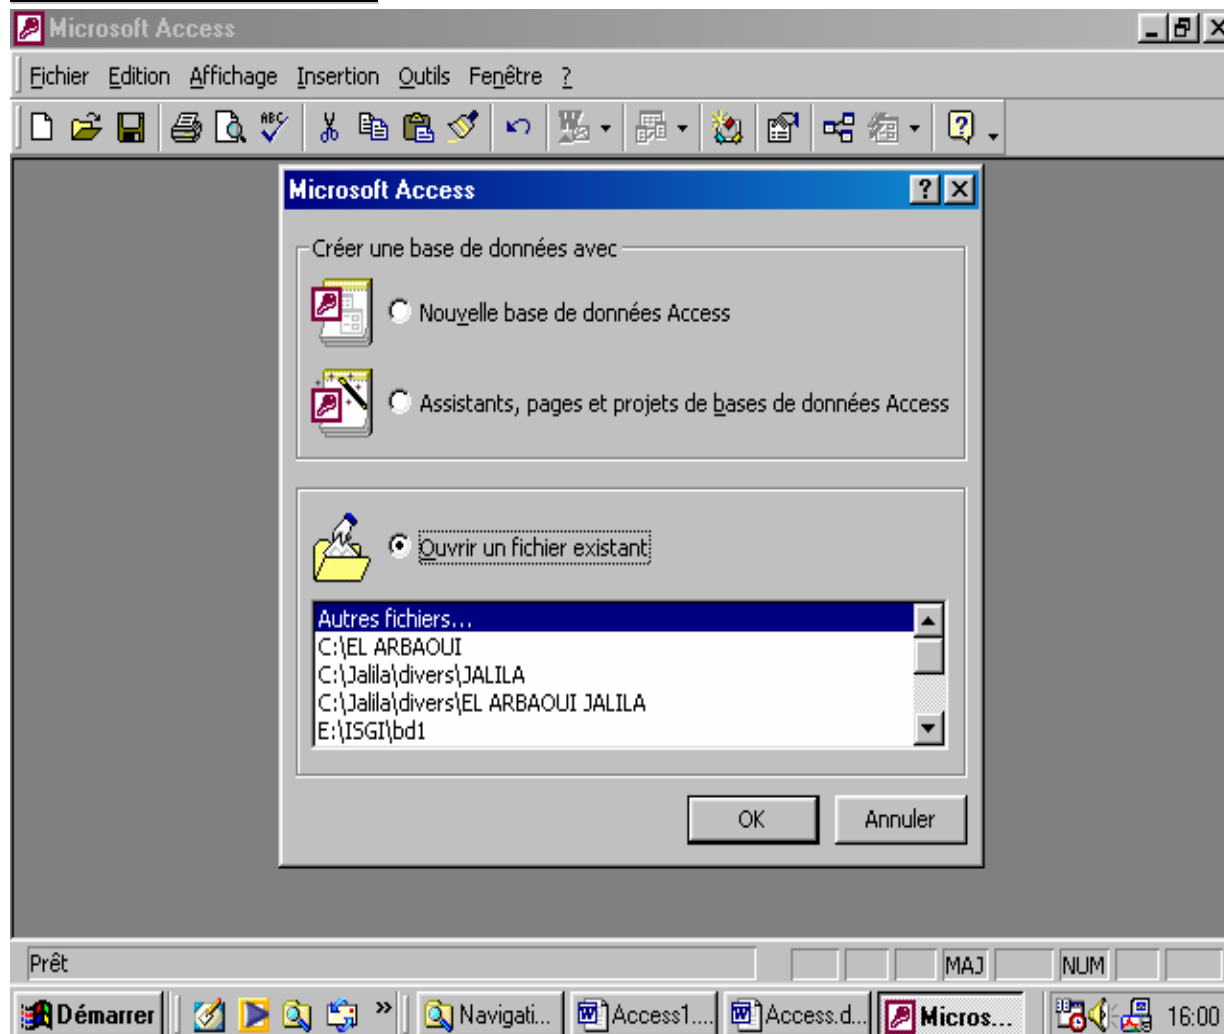 Microsoft Access
Fichier Edition Affichage Insertion Outils Fenêtre ?
ABC
Microsoft Access
Créer une base de données avec
Nouvelle base de données Access
Assistants, pages et projets de bases de données Access
Ouvrir un fichier existant
Autres fichiers...
C:\EL ARBAOUI
C:\Jalila\divers\JALILA
C:\Jalila\divers\EL ARBAOUI JALILA
E:\ISGI\bd1
OK Annuler
Prêt MAJ NUM
Démarrer » Navigati... Access1.... Access.d... Micros... 16:00